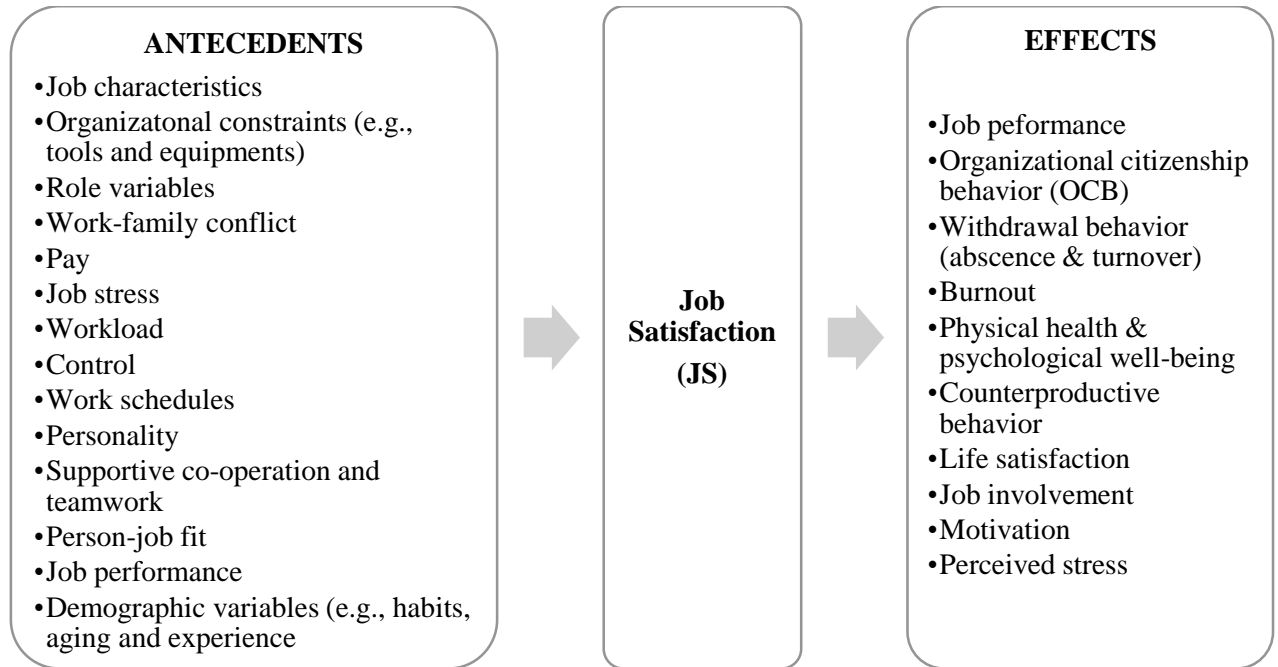 ANTECEDENTS
•Job characteristics
•Organizatonal constraints (e.g.,
tools and equipments)
•Role variables
•Work-family conflict
•Pay
•Job stress
•Workload
•Control
•Work schedules
•Personality
•Supportive co-operation and
teamwork
•Person-job fit
•Job performance
•Demographic variables (e.g., habits,
aging and experience
Job
Satisfaction
(JS)
EFFECTS
•Job peformance
•Organizational citizenship
behavior (OCB)
•Withdrawal behavior
(abscence & turnover)
•Burnout
•Physical health &
psychological well-being
•Counterproductive
behavior
•Life satisfaction
•Job involvement
•Motivation
•Perceived stress